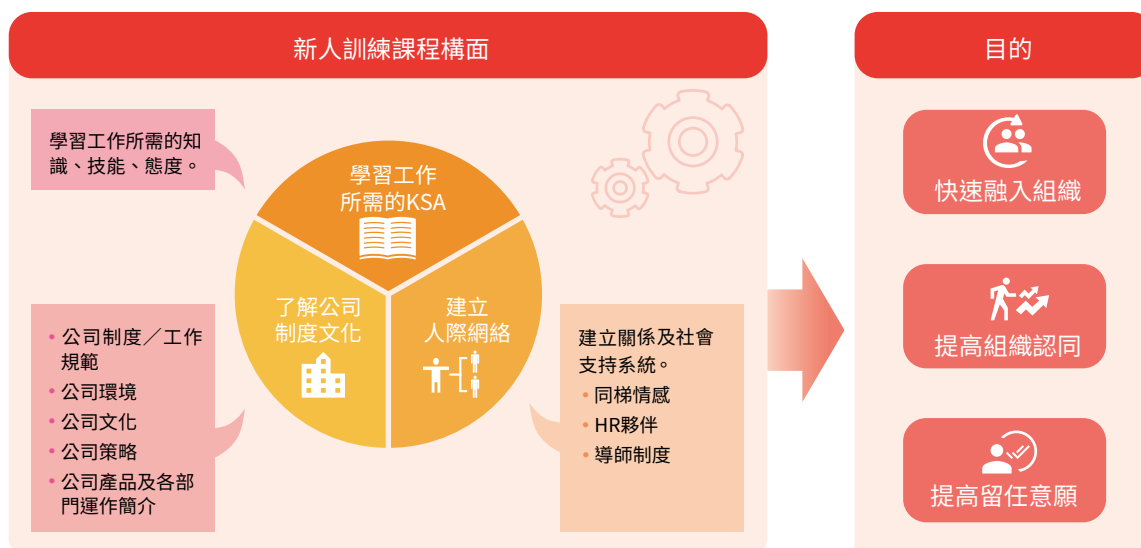 新人訓練課程構面
學習工作所需的知
識、技能、態度。
學習工作
所需的KSA
了解公司
制度文化
建立
人際網絡
• 公司制度／工作
規範
• 公司環境
• 公司文化
• 公司策略
• 公司產品及各部
門運作簡介
建立關係及社會
支持系統。
• 同梯情感
• HR夥伴
• 導師制度
目的
快速融入組織
提高組織認同
提高留任意願